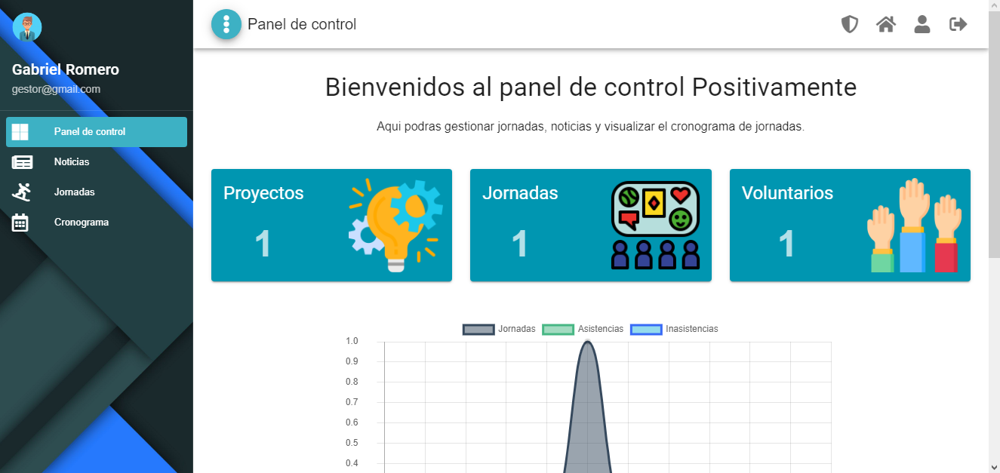 Gabriel Romero
gestor@gmail.com
Panel de control
Noticias
Jornadas
Cronograma
Panel de control
Bienvenidos al panel de control Positivamente
Aqui podras gestionar jornadas, noticias y visualizar el cronograma de jornadas.
Proyectos
1
Jornadas
1
Voluntarios
1
Jornadas Asistencias Inasistencias
1.0
0.9
0.8
0.7
0.6
0.5
0.4